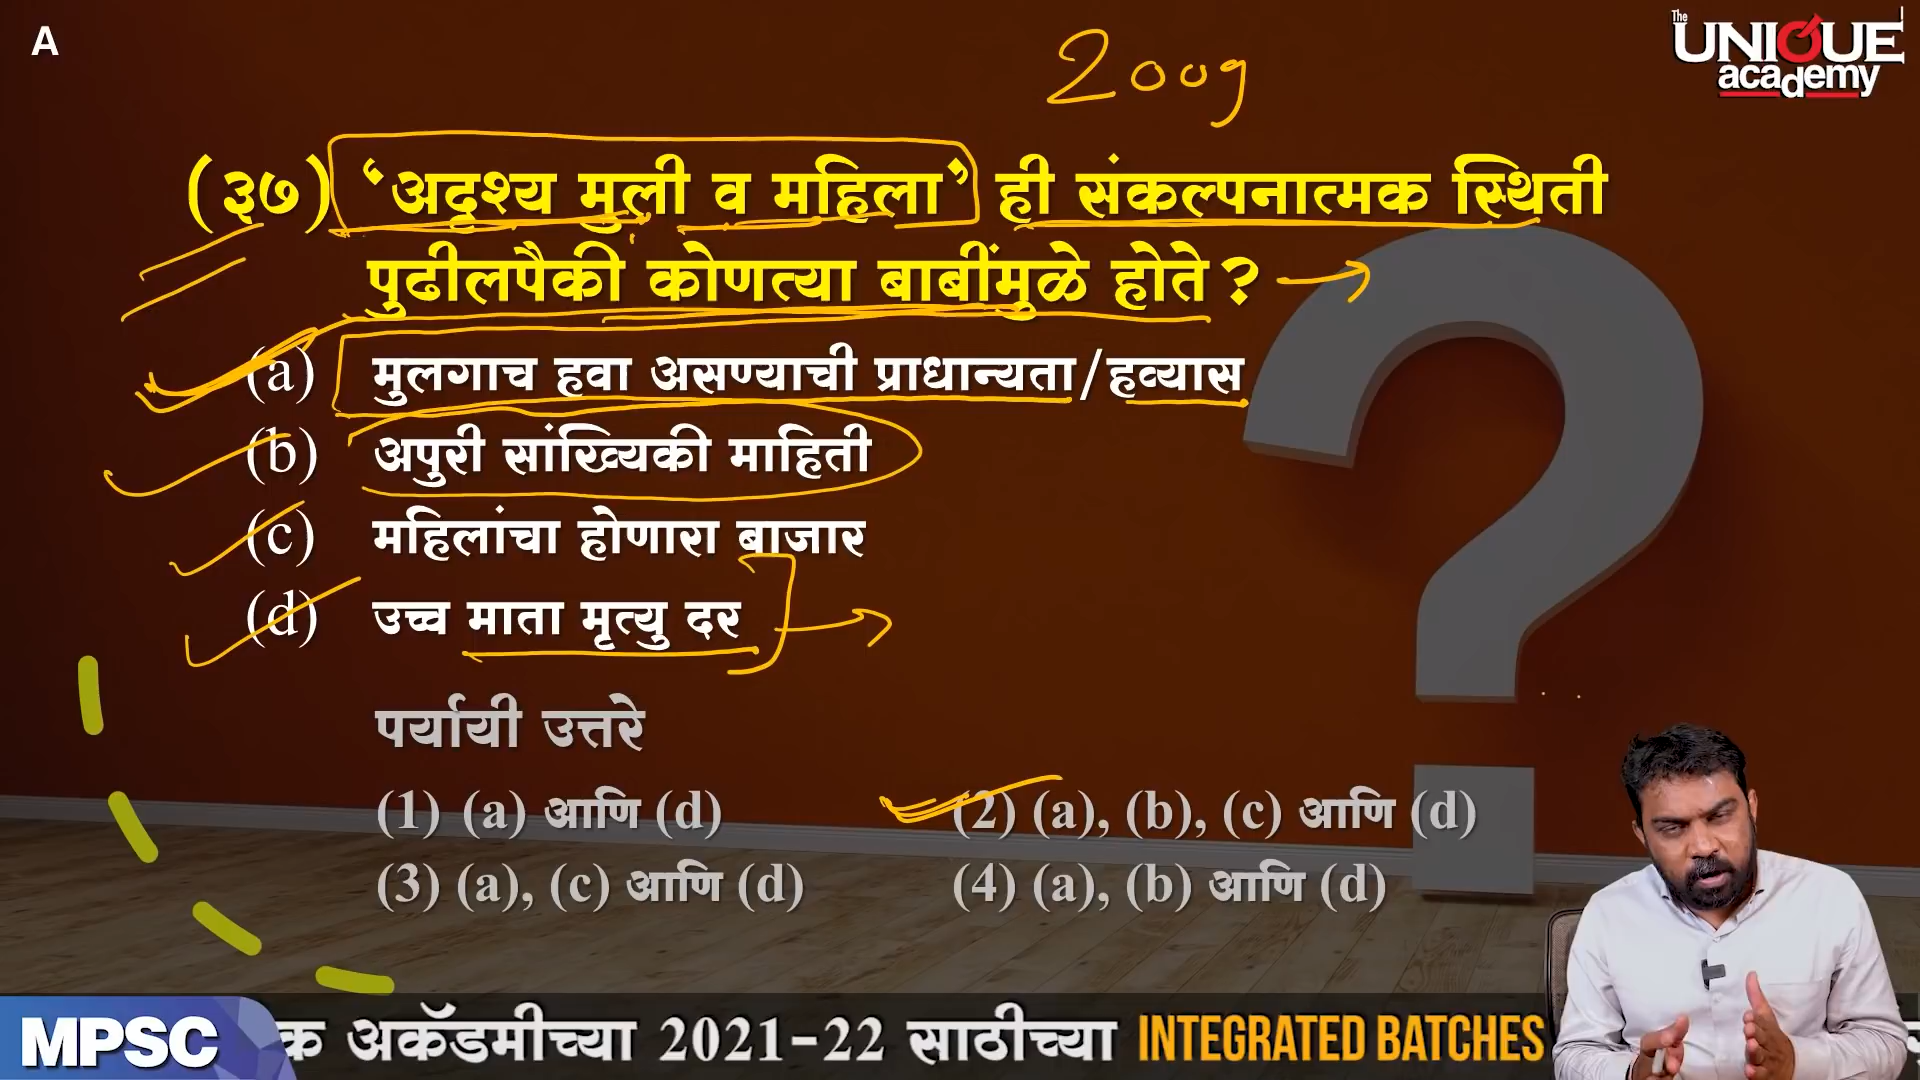 A
The
UNIQUE
academy
2009
(३७) ‘अदृश्य मुली व महिला’ ही संकल्पनात्मक स्थिती
पुढीलपैकी कोणत्या बाबींमुळे होते?
(a) मुलगाच हवा असण्याची प्राधान्यता/हव्यास
(b) अपुरी सांख्यिकी माहिती
(c) महिलांचा होणारा बाजार
(d) उच्च माता मृत्यु दर
पर्यायी उत्तरे
(1) (a) आणि (d) (2) (a), (b), (c) आणि (d)
(3) (a), (c) आणि (d) (4) (a), (b) आणि (d)
MPSC क अकॅडमीच्या 2021-22 साठीच्या INTEGRATED BATCHES